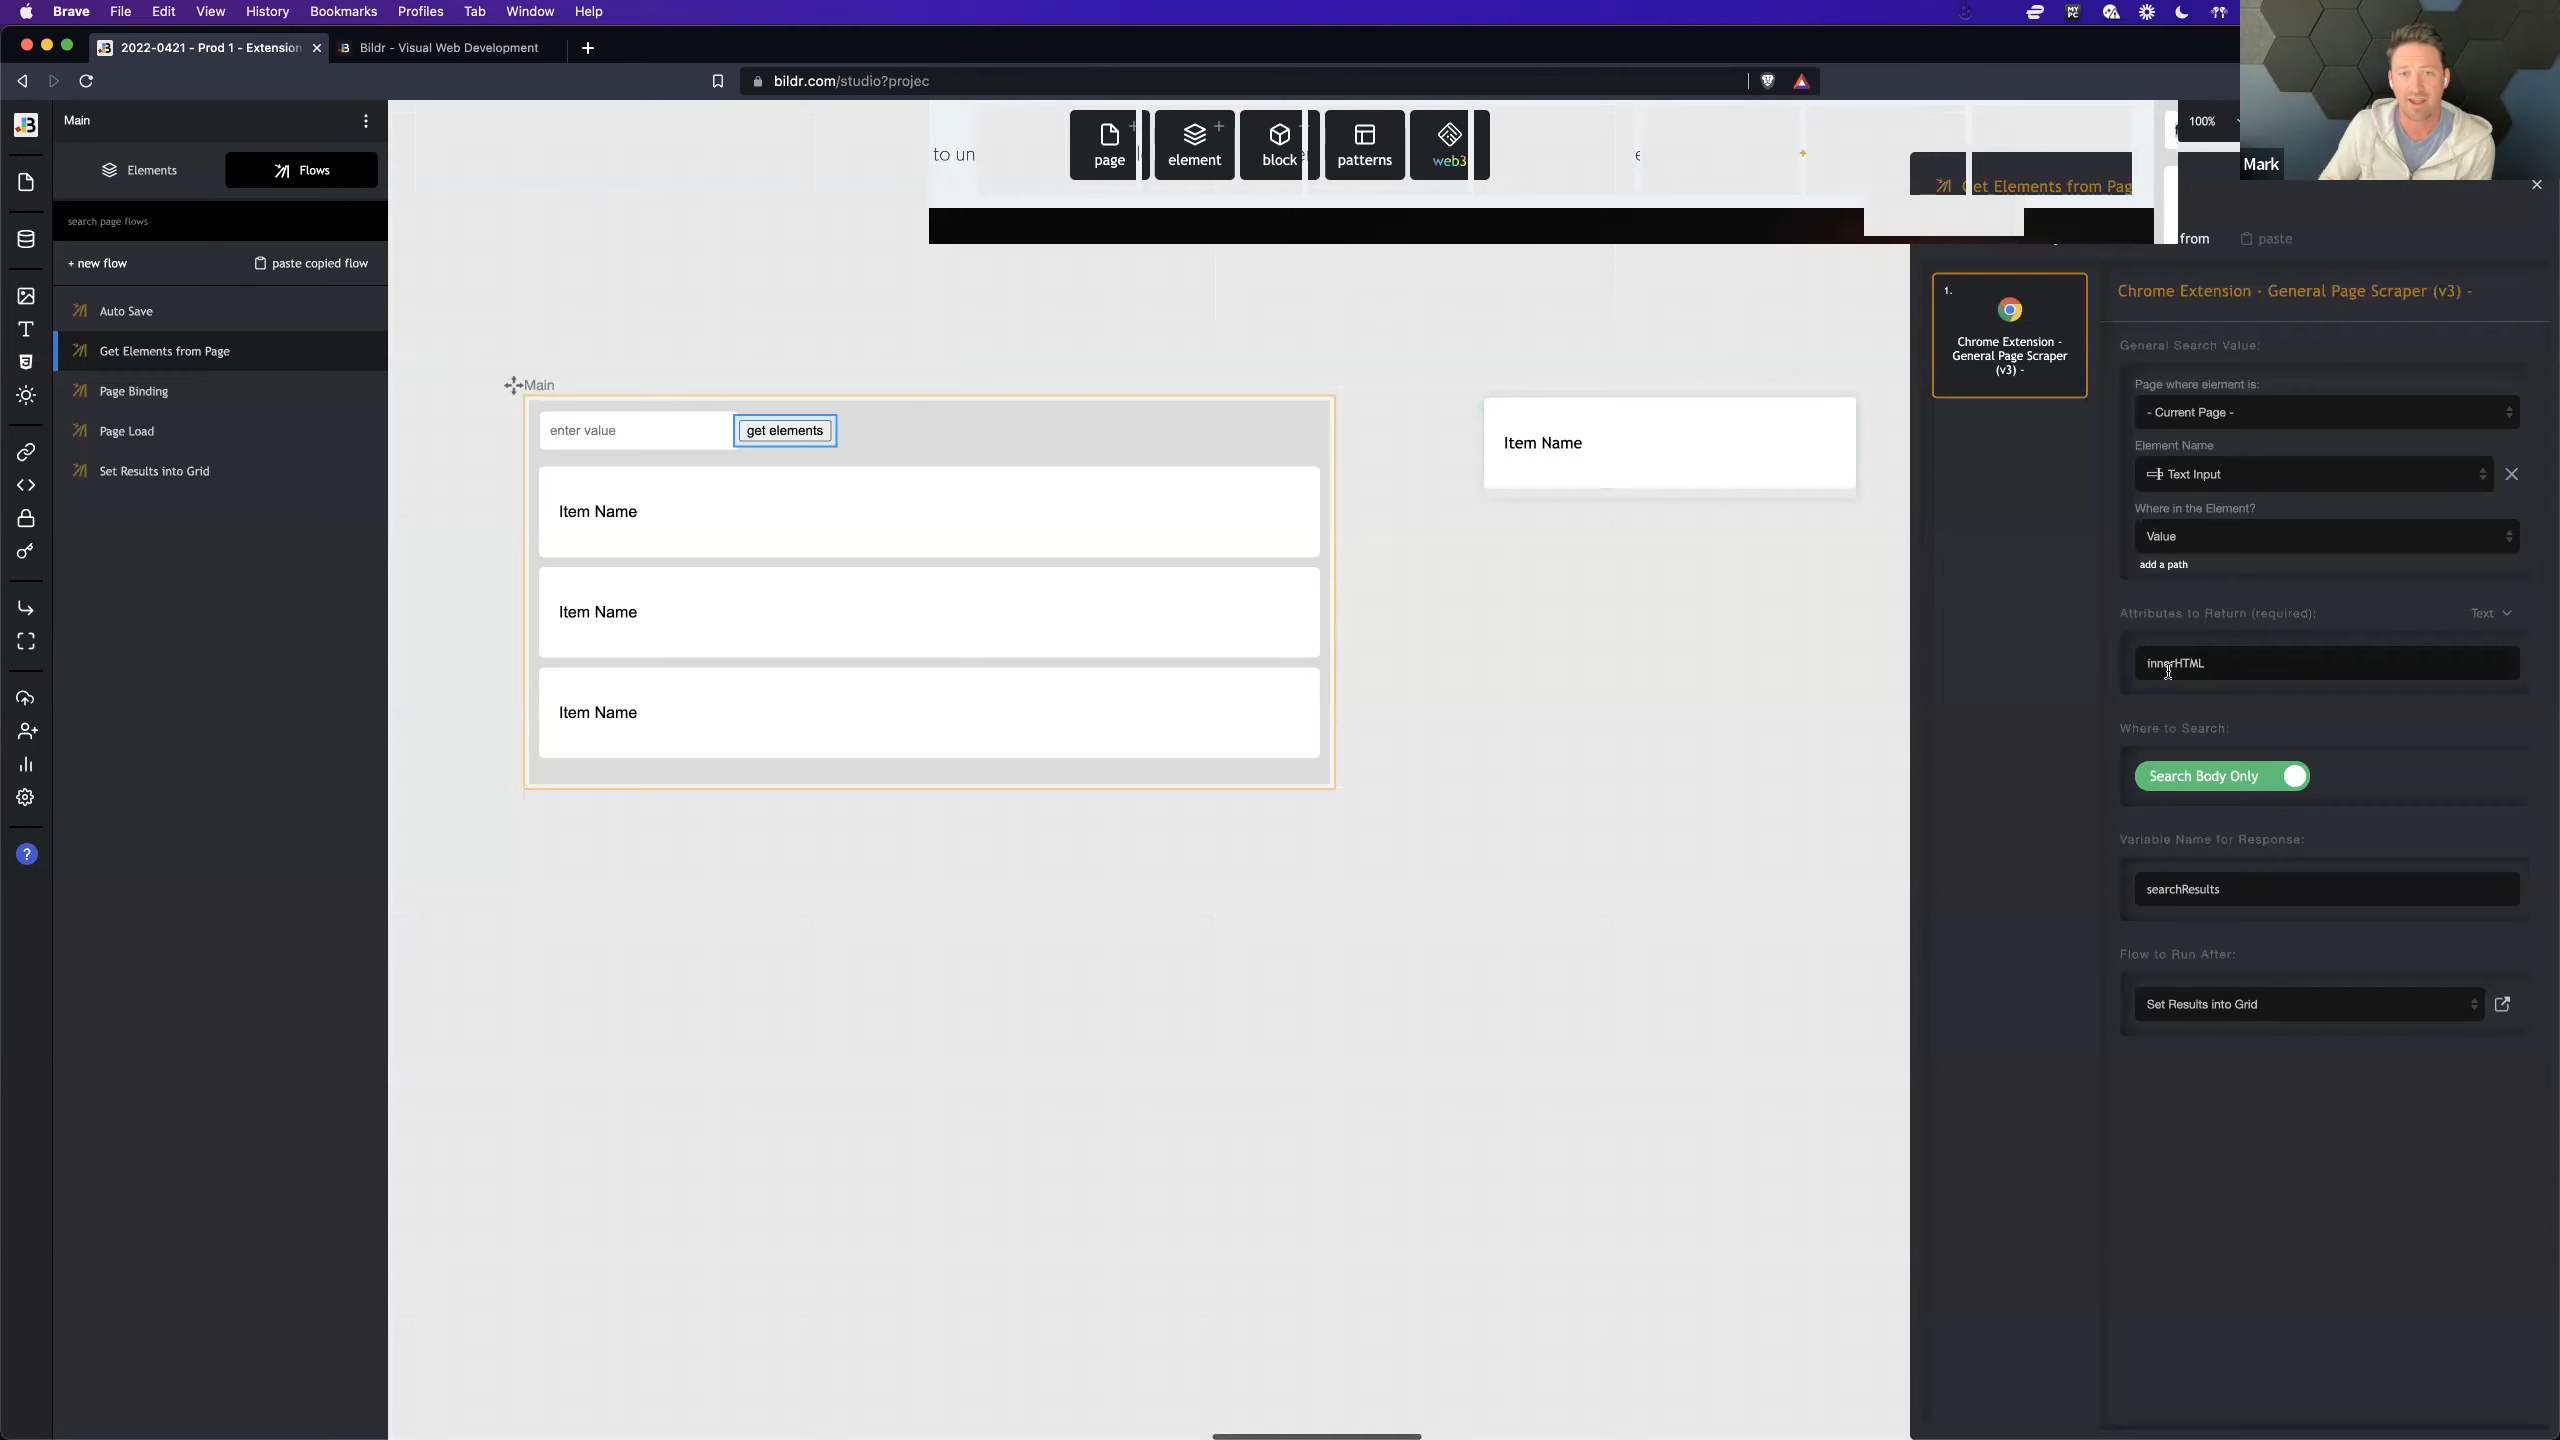 Brave File Edit View History Bookmarks Profiles Tab Window Help
MY PC
2022-0421 - Prod 1 - Extension
Bildr - Visual Web Development
bildr.com/studio?projec
Main
Elements
Flows
search page flows
+ new flow
paste copied flow
Auto Save
Get Elements from Page
Page Binding
Page Load
Set Results into Grid
to un
page
element
block
patterns
web3
100%
Mark
Get Elements from Pag
from
paste
Main
enter value
get elements
Item Name
Item Name
Item Name
Item Name
1.
Chrome Extension -
General Page Scraper
(v3) -
Chrome Extension - General Page Scraper (v3) -
General Search Value:
Page where element is:
- Current Page -
Element Name
Text Input
Where in the Element?
Value
add a path
Attributes to Return (required):
Text
innerHTML
Where to Search:
Search Body Only
Variable Name for Response:
searchResults
Flow to Run After:
Set Results into Grid